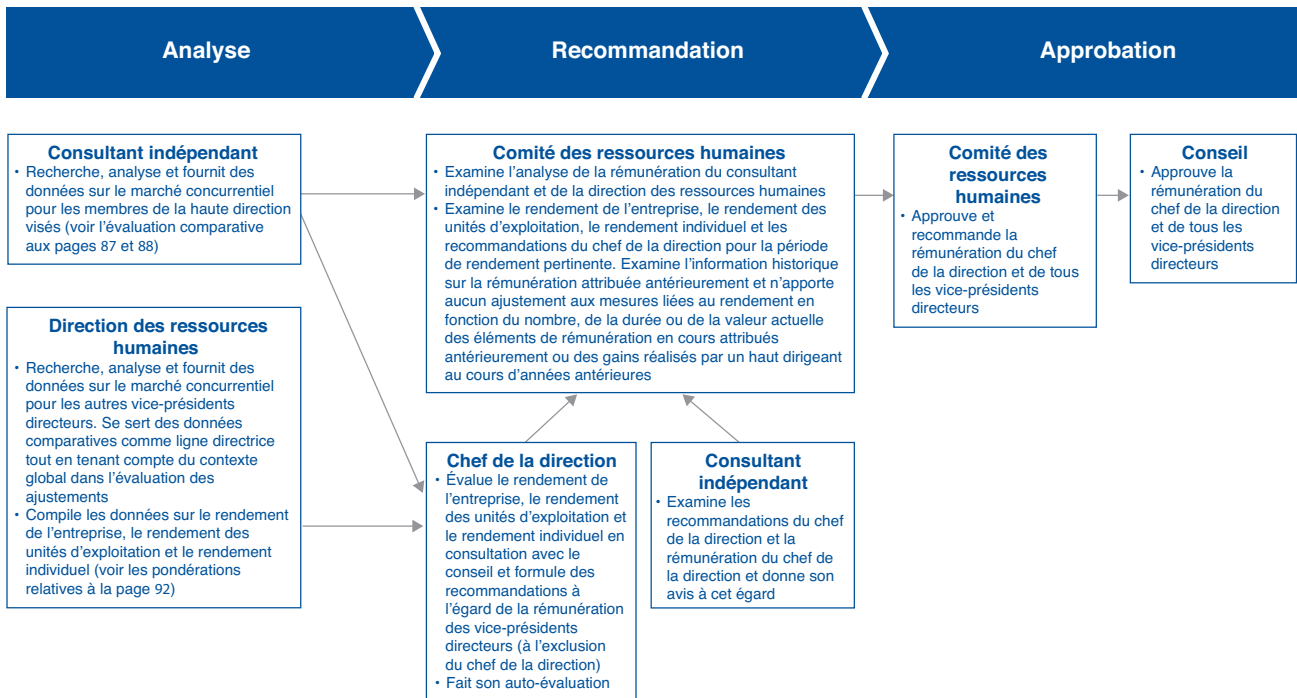 Analyse
Recommandation
Approbation
Consultant indépendant
• Recherche, analyse et fournit des
données sur le marché concurrentiel
pour les membres de la haute direction
visés (voir l’évaluation comparative
aux pages 87 et 88)
Direction des ressources
humaines
• Recherche, analyse et fournit des
données sur le marché concurrentiel
pour les autres vice-présidents
directeurs. Se sert des données
comparatives comme ligne directrice
tout en tenant compte du contexte
global dans l’évaluation des
ajustements
• Compile les données sur le rendement
de l’entreprise, le rendement des
unités d’exploitation et le rendement
individuel (voir les pondérations
relatives à la page 92)
Comité des ressources humaines
• Examine l’analyse de la rémunération du consultant
indépendant et de la direction des ressources humaines
• Examine le rendement de l’entreprise, le rendement des
unités d’exploitation, le rendement individuel et les
recommandations du chef de la direction pour la période
de rendement pertinente. Examine l’information historique
sur la rémunération attribuée antérieurement et n’apporte
aucun ajustement aux mesures liées au rendement en
fonction du nombre, de la durée ou de la valeur actuelle
des éléments de rémunération en cours attribués
antérieurement ou des gains réalisés par un haut dirigeant
au cours d’années antérieures
Chef de la direction
• Évalue le rendement de
l’entreprise, le rendement
des unités d’exploitation et
le rendement individuel en
consultation avec le
conseil et formule des
recommandations à
l’égard de la rémunération
des vice-présidents
directeurs (à l’exclusion
du chef de la direction)
• Fait son auto-évaluation
Consultant
indépendant
• Examine les
recommandations du chef
de la direction et la
rémunération du chef de
la direction et donne son
avis à cet égard
Comité des
ressources
humaines
• Approuve et
recommande la
rémunération du chef
de la direction et de tous
les vice-présidents
directeurs
Conseil
• Approuve la
rémunération du
chef de la direction
et de tous les
vice-présidents
directeurs